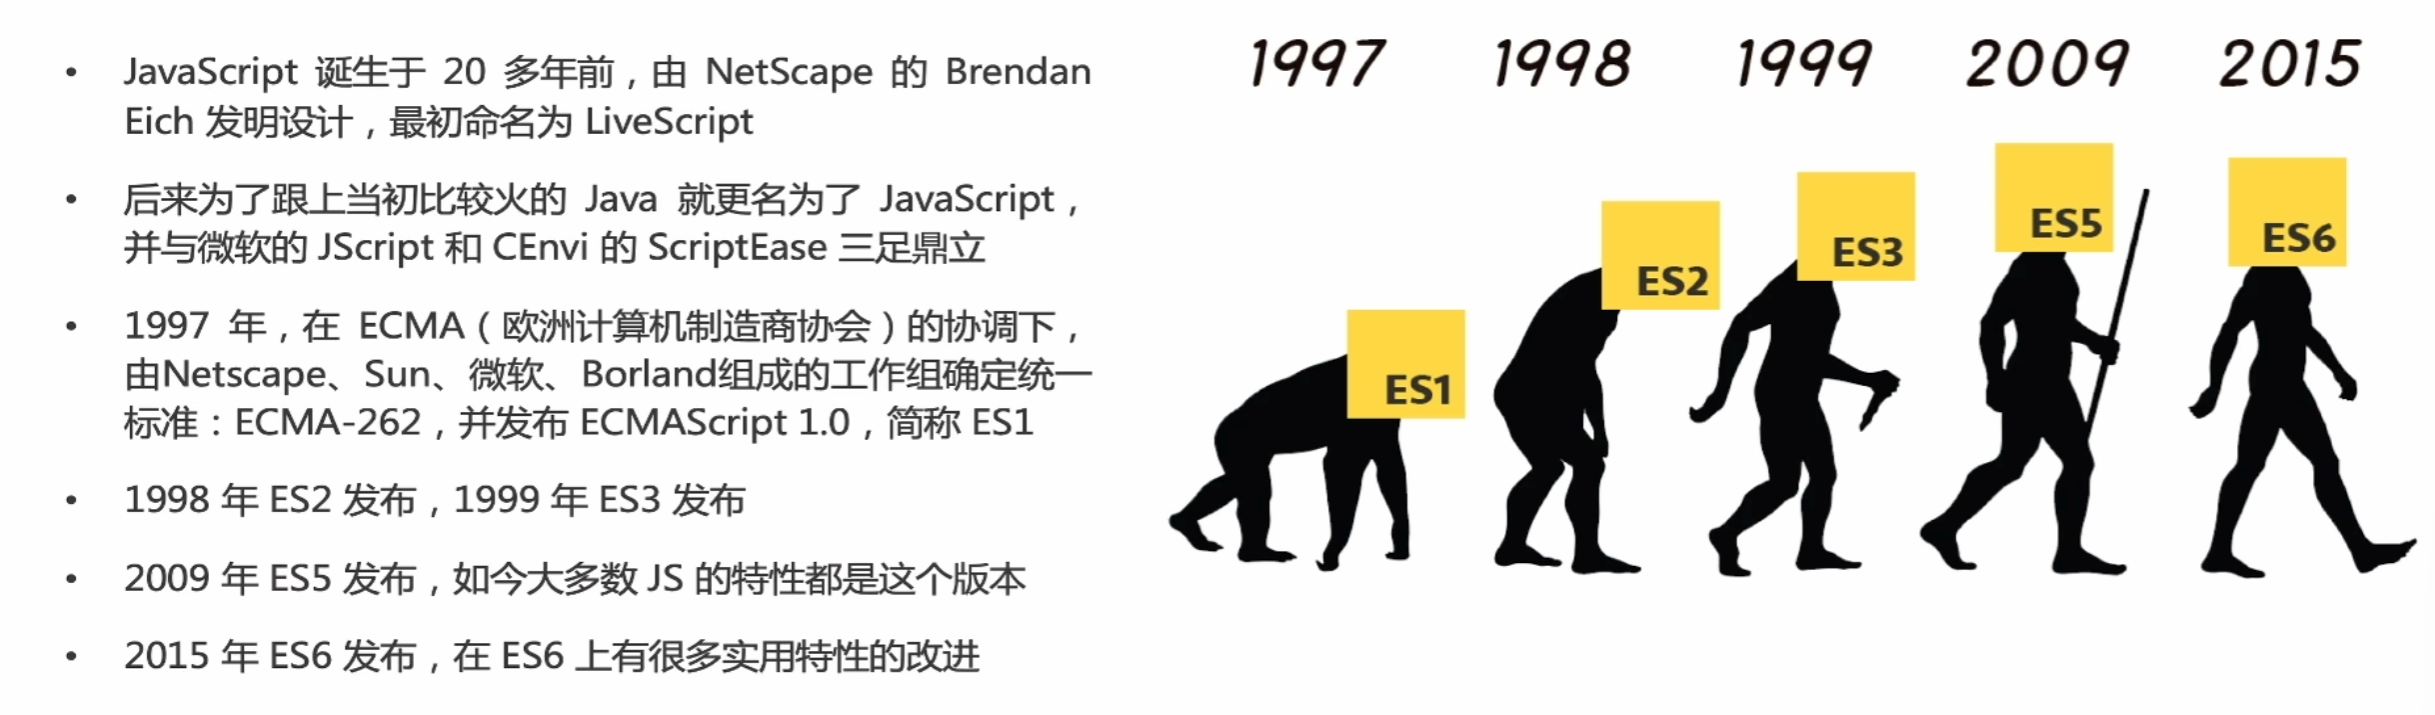 JavaScript 诞生于 20 多年前，由 NetScape 的 Brendan
Eich 发明设计，最初命名为 LiveScript
后来为了跟上当初比较火的 Java 就更名为了 JavaScript，
并与微软的 JScript 和 CEnvi 的 ScriptEase 三足鼎立
1997 年，在 ECMA（欧洲计算机制造商协会）的协调下，
由Netscape、Sun、微软、Borland组成的工作组确定统一
标准：ECMA-262，并发布 ECMAScript 1.0，简称 ES1
1998 年 ES2 发布，1999 年 ES3 发布
2009 年 ES5 发布，如今大多数 JS 的特性都是这个版本
2015 年 ES6 发布，在 ES6 上有很多实用特性的改进
1997 1998 1999 2009 2015
ES1
ES2
ES3
ES5
ES6